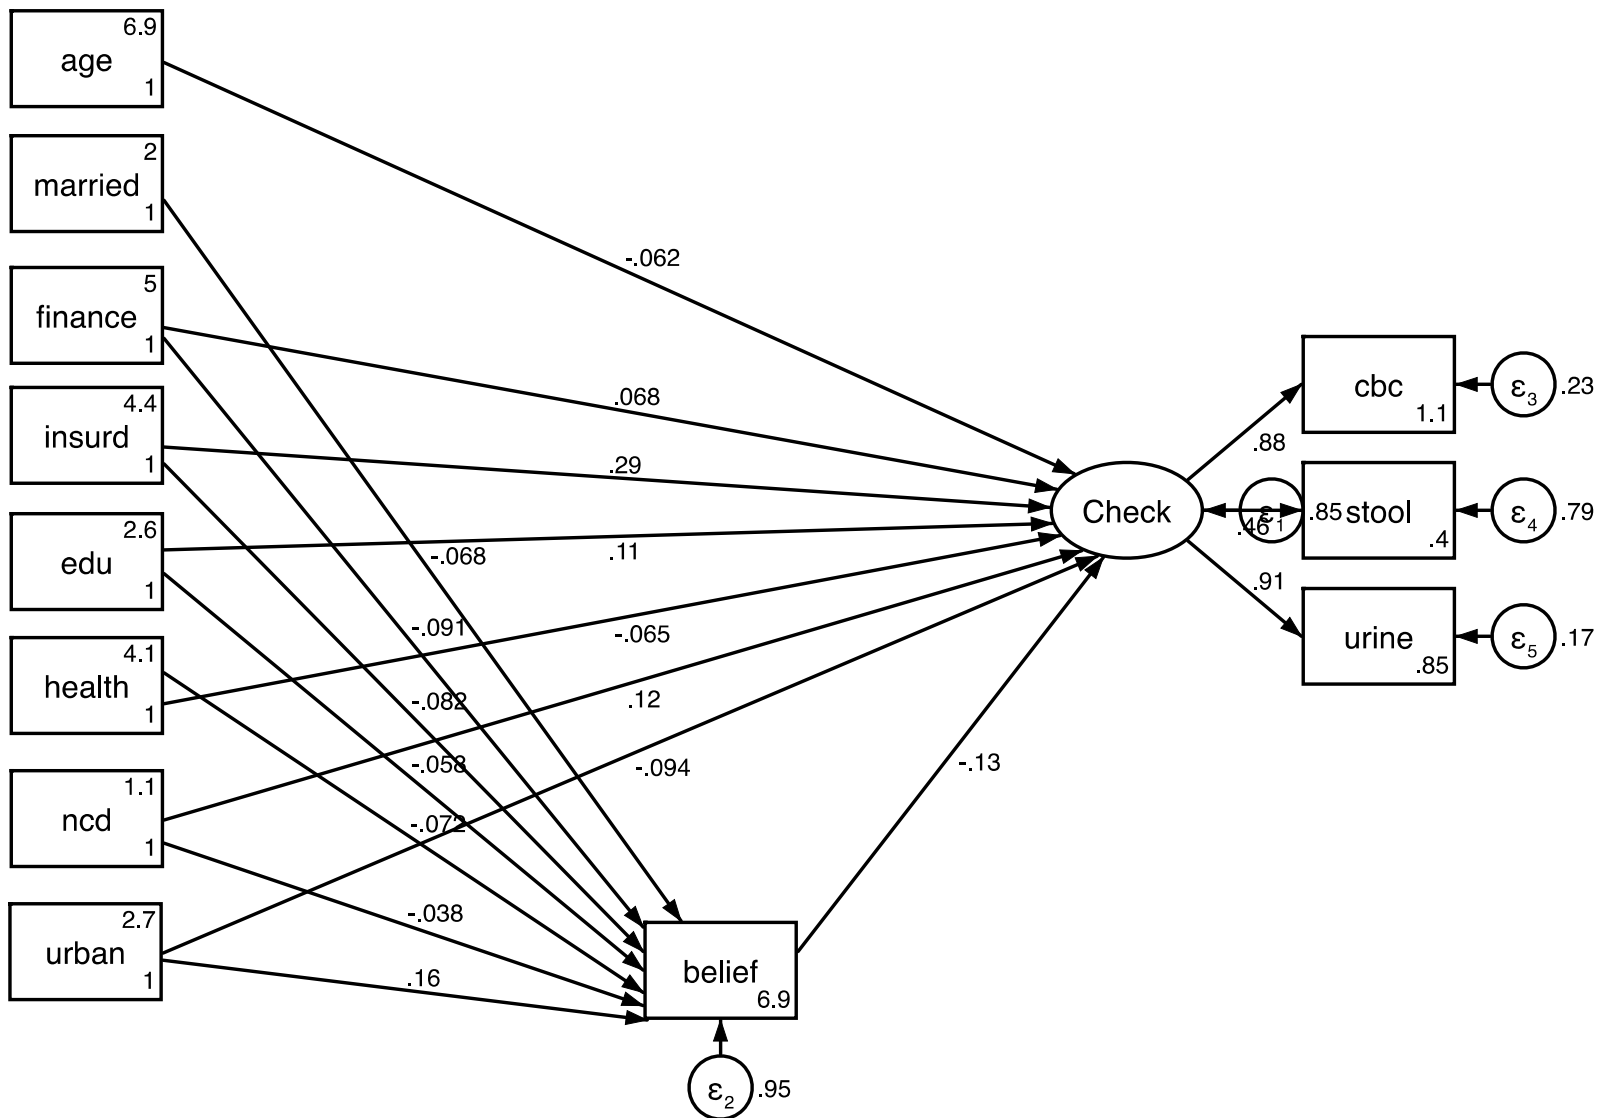 6.9
age
1
2
married
1
5
finance
1
4.4
insurd
1
2.6
edu
1
4.1
health
1
1.1
ncd
1
2.7
urban
1
-.062
.068
.29
.11
-.068
-.091
-.065
-.082
.12
-.058
-.094
-.072
-.038
.16
-.13
belief
6.9
ε2
.95
Check
.88
.46
ε1
.85
.91
cbc
1.1
ε3
.23
stool
.4
ε4
.79
urine
.85
ε5
.17